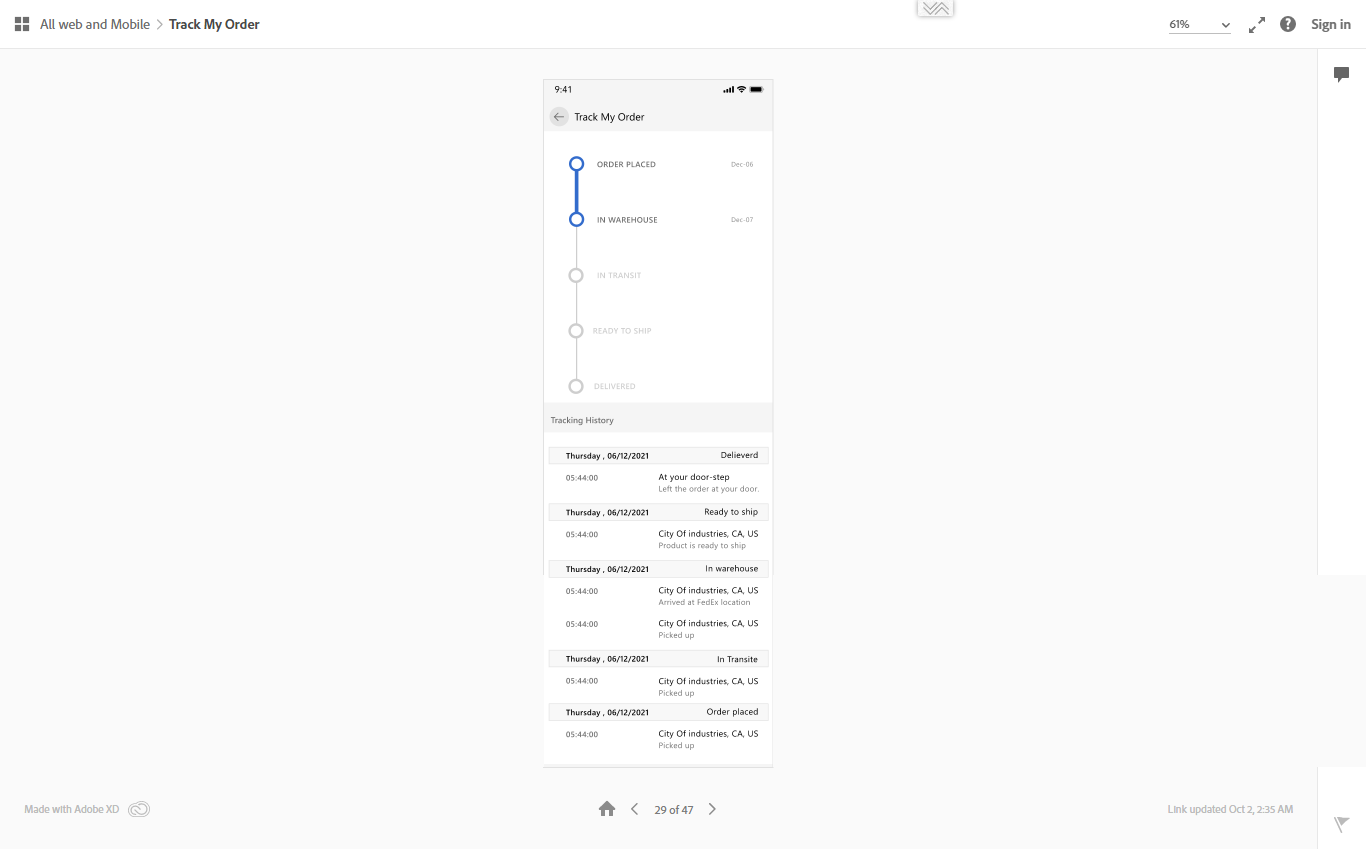 All web and Mobile > Track My Order
61%
Sign in
9:41
Track My Order
ORDER PLACED Dec-06
IN WAREHOUSE Dec-07
IN TRANSIT
READY TO SHIP
DELIVERED
Tracking History
Thursday , 06/12/2021 Delieverd
05:44:00 At your door-step
Left the order at your door.
Thursday , 06/12/2021 Ready to ship
05:44:00 City Of industries, CA, US
Product is ready to ship
Thursday , 06/12/2021 In warehouse
05:44:00 City Of industries, CA, US
Arrived at FedEx location
05:44:00 City Of industries, CA, US
Picked up
Thursday , 06/12/2021 In Transite
05:44:00 City Of industries, CA, US
Picked up
Thursday , 06/12/2021 Order placed
05:44:00 City Of industries, CA, US
Picked up
Made with Adobe XD
29 of 47
Link updated Oct 2, 2:35 AM